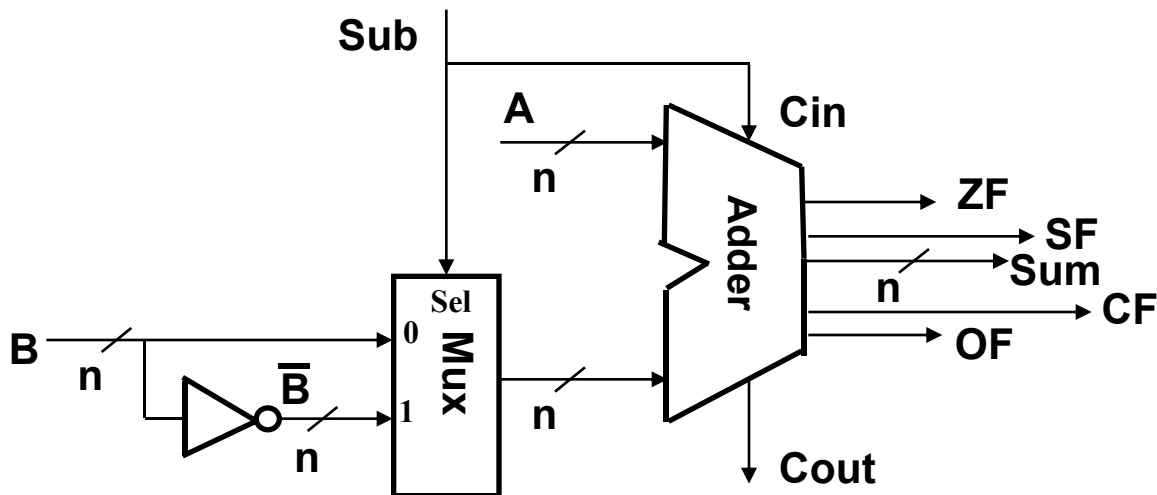 Sub
A
n
Cin
Adder
ZF
SF
n
Sum
CF
OF
Sel
0
Mux
B
n
B̅
n
1
n
Cout